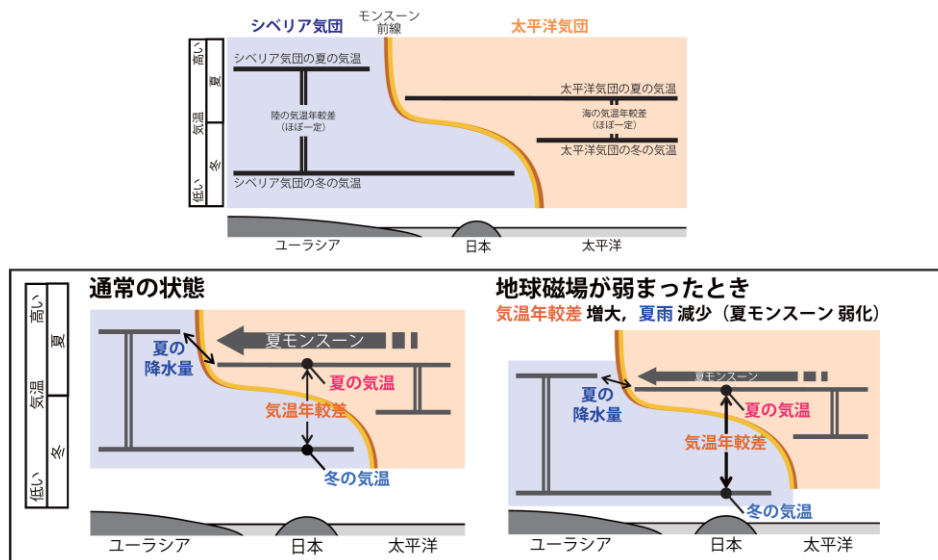 シベリア気団
モンスーン
前線
太平洋気団
高い
気温
低い
夏
冬
シベリア気団の夏の気温
陸の気温年較差
(ほぼ一定)
シベリア気団の冬の気温
太平洋気団の夏の気温
海の気温年較差
(ほぼ一定)
太平洋気団の冬の気温
ユーラシア
日本
太平洋
通常の状態
高い
気温
低い
夏
冬
夏モンスーン
夏の
降水量
夏の気温
気温年較差
冬の気温
ユーラシア
日本
太平洋
地球磁場が弱まったとき
気温年較差 増大，夏雨 減少（夏モンスーン 弱化）
夏モンスーン
夏の
降水量
夏の気温
気温年較差
冬の気温
ユーラシア
日本
太平洋